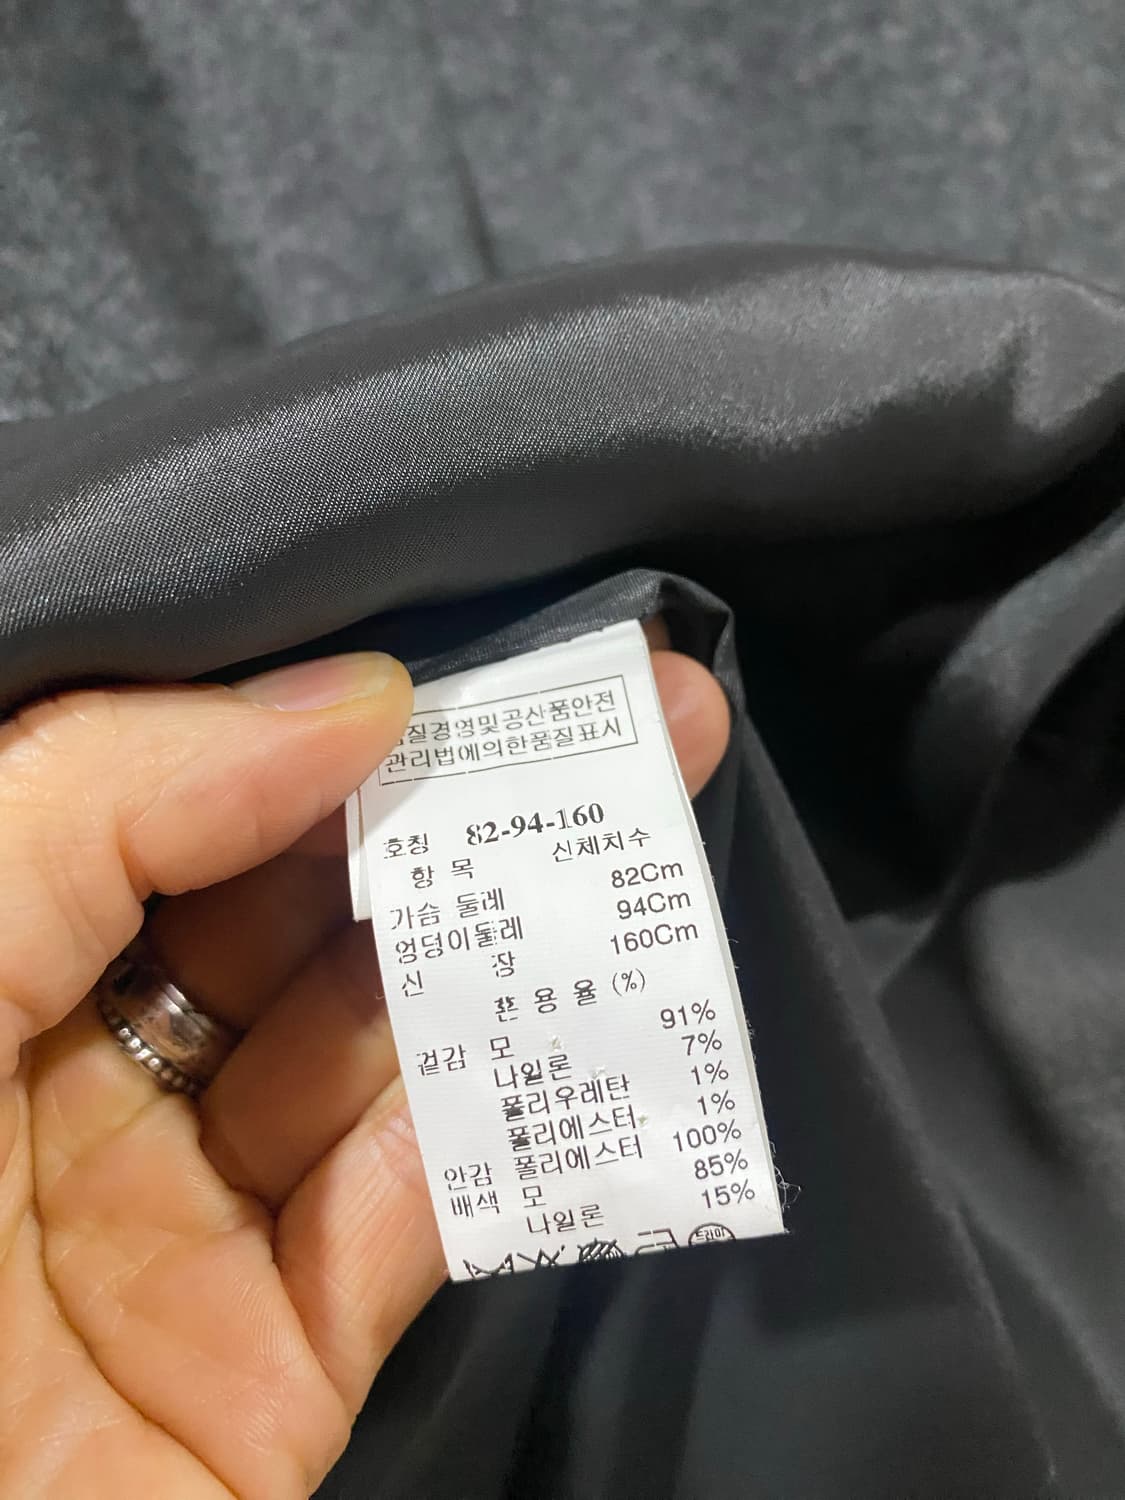 품질경영및공산품안전
관리법에의한품질표시
호칭 82-94-160
항 목 신체치수
가슴 둘레 82Cm
엉덩이둘레 94Cm
신 장 160Cm
혼 용 율 (%)
겉감 모 91%
나일론 7%
폴리우레탄 1%
폴리에스터 1%
안감 폴리에스터 100%
배색 모 85%
나일론 15%
드라이